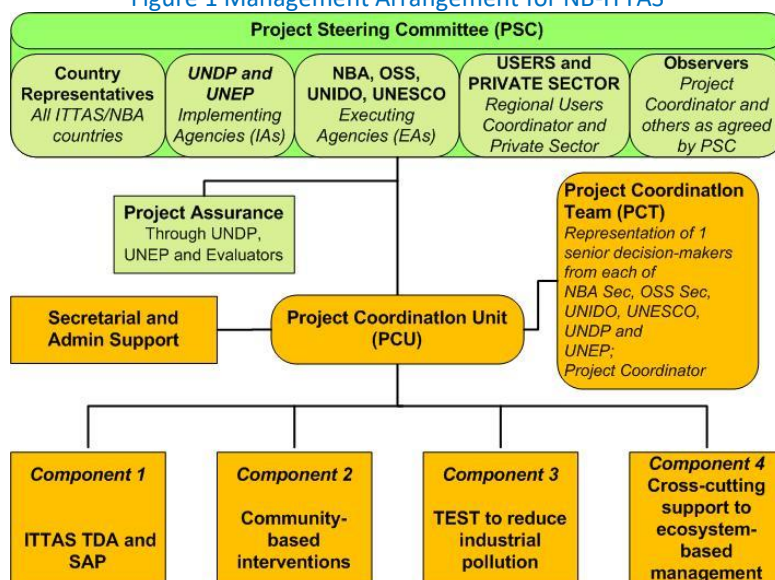 Figure 1 Management Arrangement for NB-ITTAS
Project Steering Committee (PSC)
Country
Representatives
All ITTAS/NBA
countries
UNDP and
UNEP
Implementing
Agencies (IAs)
NBA, OSS,
UNIDO, UNESCO
Executing
Agencies (EAs)
USERS and
PRIVATE SECTOR
Regional Users
Coordinator and
Private Sector
Observers
Project
Coordinator and
others as agreed
by PSC
Project Assurance
Through UNDP,
UNEP and Evaluators
Project Coordination
Team (PCT)
Representation of 1
senior decision-makers
from each of
NBA Sec, OSS Sec,
UNIDO, UNESCO,
UNDP and
UNEP;
Project Coordinator
Secretarial and
Admin Support
Project Coordination Unit
(PCU)
Component 1
ITTAS TDA and
SAP
Component 2
Community-
based
interventions
Component 3
TEST to reduce
industrial
pollution
Component 4
Cross-cutting
support to
ecosystem-
based
management